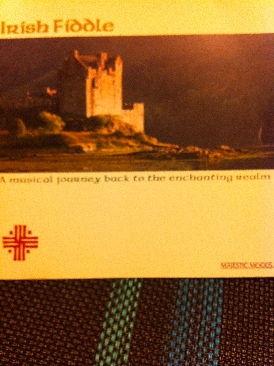 Irish Fiddle
A musical journey back to the enchanting realm
MAJESTIC MOODS